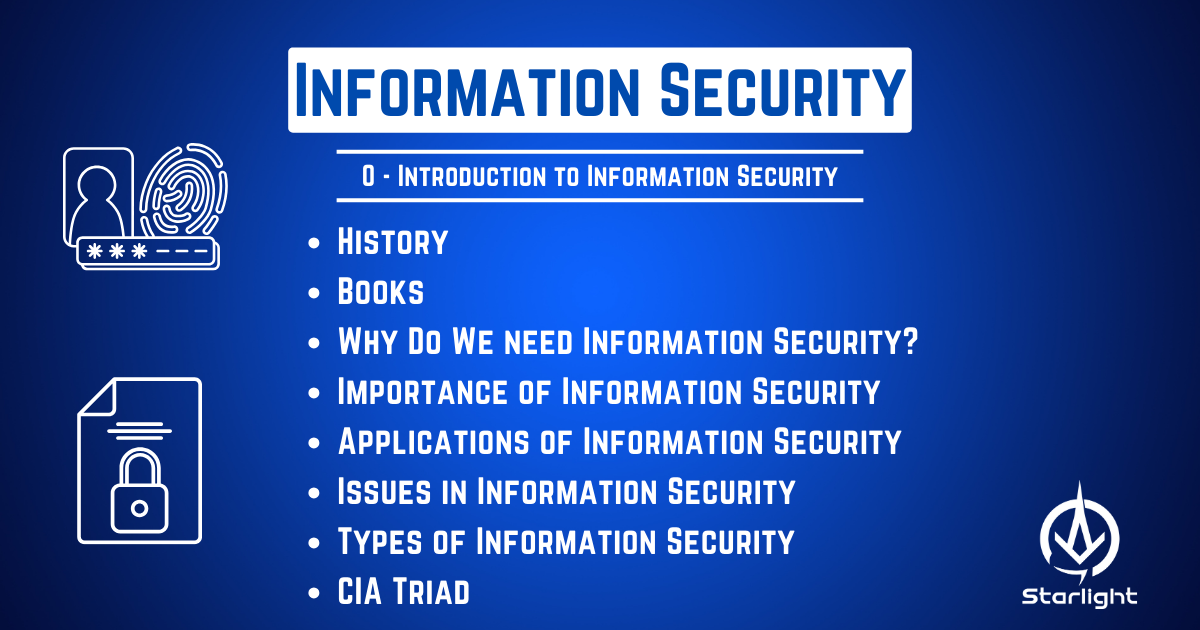 Information Security
0 - Introduction to Information Security
• History
• Books
• Why Do We need Information Security?
• Importance of Information Security
• Applications of Information Security
• Issues in Information Security
• Types of Information Security
• CIA Triad
*** ---
Starlight